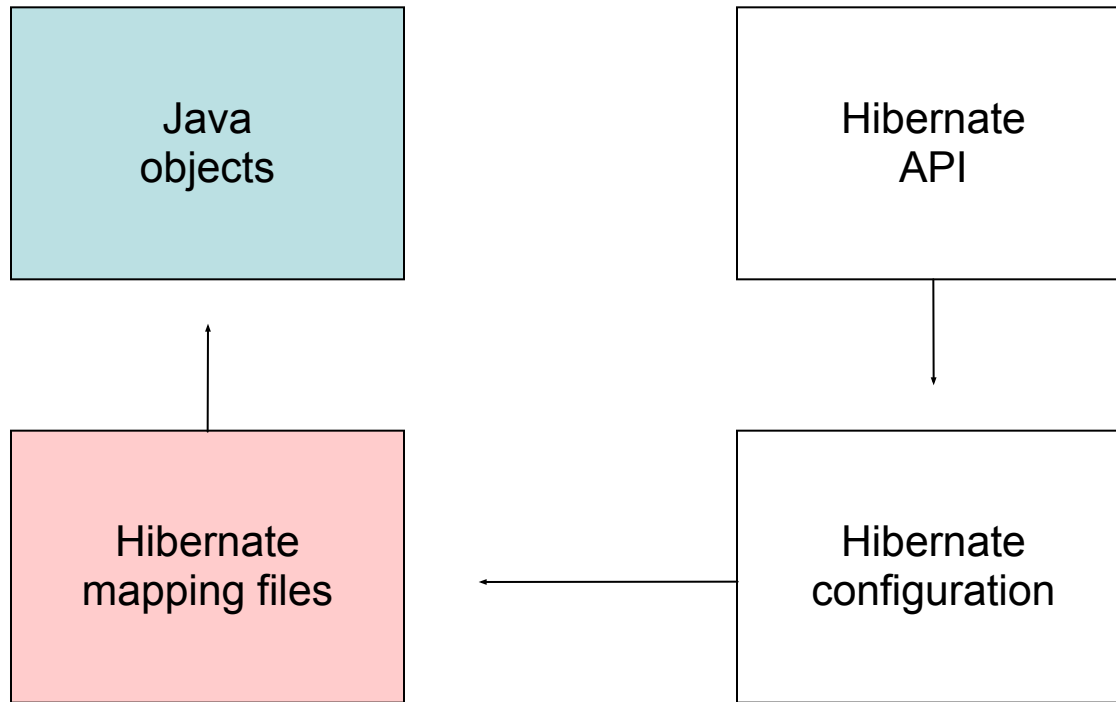 Java
objects
Hibernate
API
Hibernate
mapping files
Hibernate
configuration